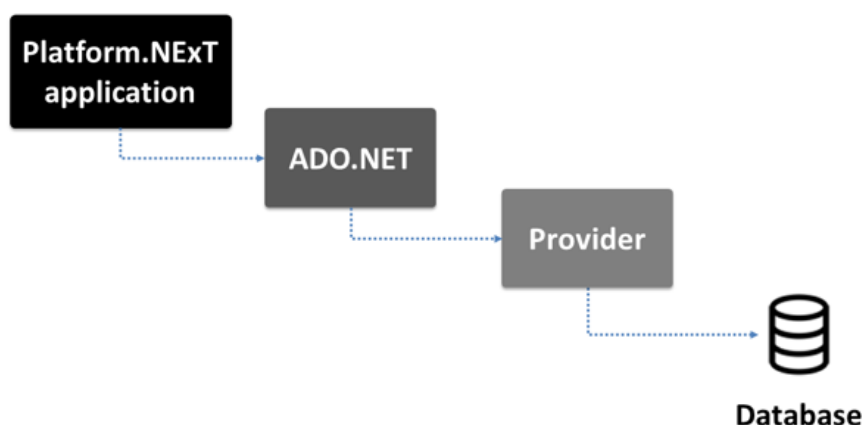 Platform.NExT
application
ADO.NET
Provider
Database